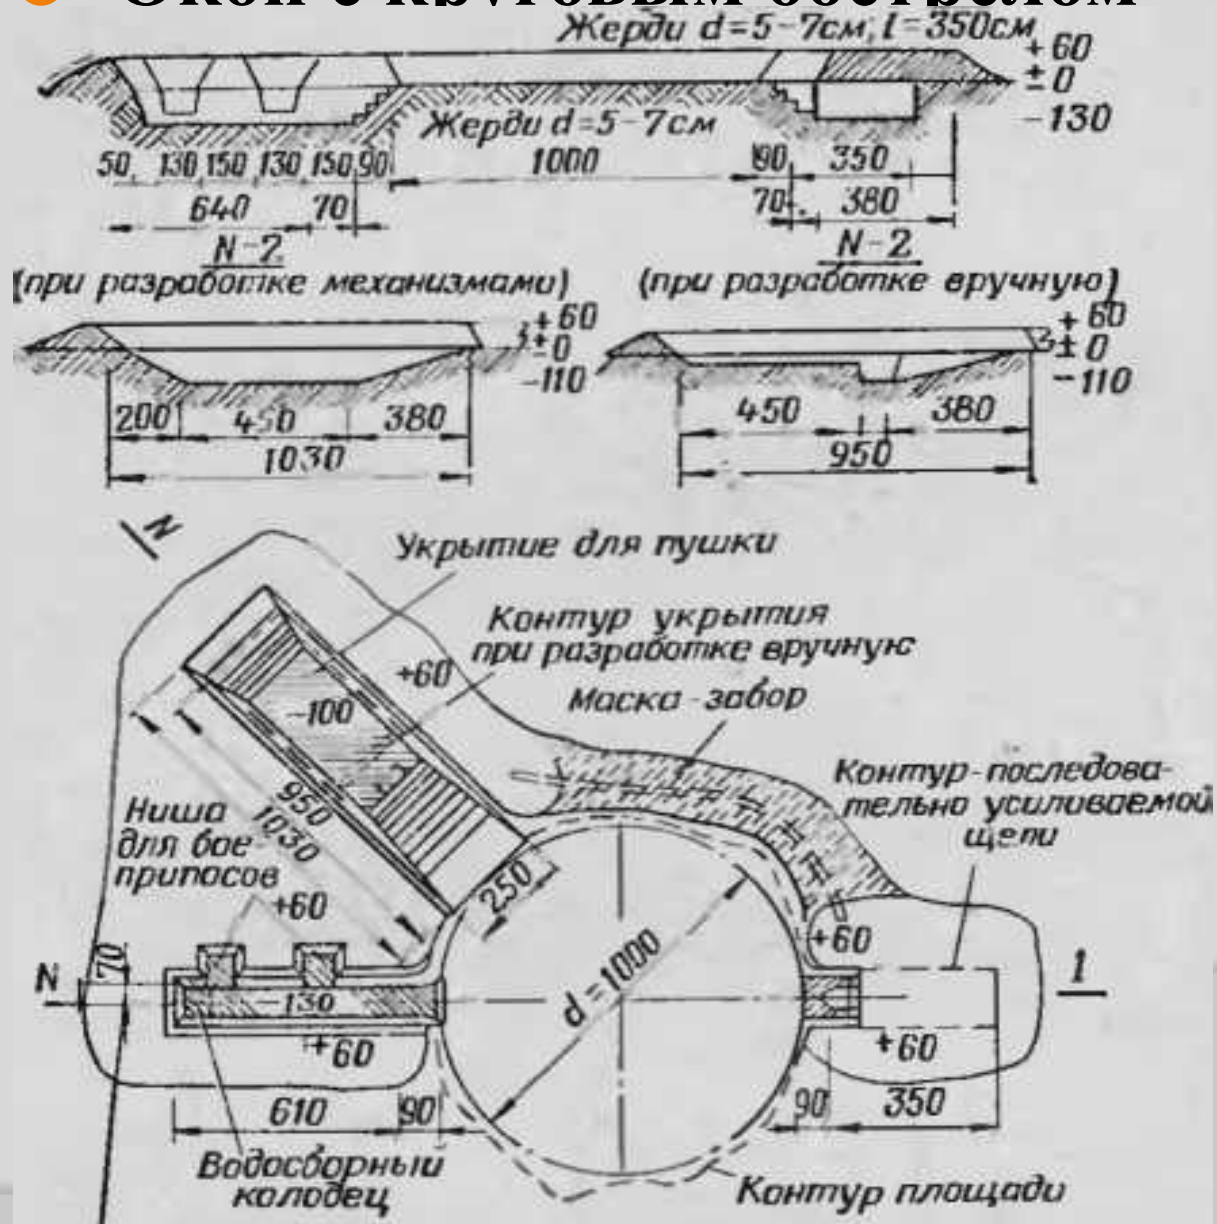 Окоп с круговым обстрелом
Жерди d=5-7см, l=350см
+60
±0
-130
Жерди d=5-7см
50 130 150 130 150 90 1000 90 350
640 70 70 380
N-2 N-2
(при разработке механизмами) (при разработке вручную)
+60 +60
±0 ±0
-110 -110
200 450 380 450 380
1030 950
N
Укрытие для пушки
Контур укрытия
при разработке вручную
+60
Маска-забор
-100
Контур-последова-
тельно усиливаемой
щели
950
1030
Ниша
для бое-
припасов
250
+60
+60
70
N
-130
d=1000
1
+60
+60
610 90 90 350
Водосборный
колодец
Контур площади